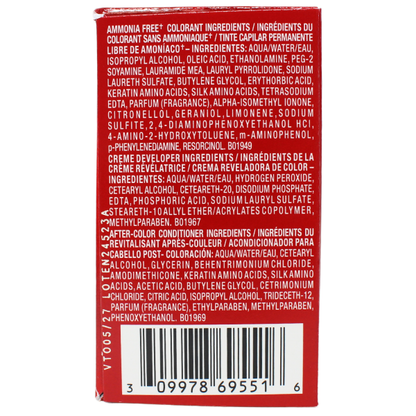 AMMONIA FREE† COLORANT INGREDIENTS / INGRÉDIENTS DU
COLORANT SANS AMMONIAQUE† / TINTE CAPILAR PERMANENTE
LIBRE DE AMONÍACO†– INGREDIENTES: AQUA/WATER/EAU,
ISOPROPYL ALCOHOL, OLEIC ACID, ETHANOLAMINE, PEG-2
SOYAMINE, LAURAMIDE MEA, LAURYL PYRROLIDONE, SODIUM
LAURETH SULFATE, BUTYLENE GLYCOL, ERYTHORBIC ACID,
KERATIN AMINO ACIDS, SILK AMINO ACIDS, TETRASODIUM
EDTA, PARFUM (FRAGRANCE), ALPHA-ISOMETHYL IONONE,
CITRONELLOL, GERANIOL, LIMONENE, SODIUM
SULFITE, 2, 4-DIAMINOPHENOXYETHANOL HCl,
4-AMINO-2-HYDROXYTOLUENE, m-AMINOPHENOL,
p-PHENYLENEDIAMINE, RESORCINOL. B01949
CREME DEVELOPER INGREDIENTS / INGRÉDIENTS DE LA
CRÈME RÉVÉLATRICE / CREMA REVELADORA DE COLOR –
INGREDIENTES: AQUA/WATER/EAU, HYDROGEN PEROXIDE,
CETEARYL ALCOHOL, CETEARETH-20, DISODIUM PHOSPHATE,
EDTA, PHOSPHORIC ACID, SODIUM LAURYL SULFATE,
STEARETH-10 ALLYL ETHER/ACRYLATES COPOLYMER,
METHYLPARABEN. B01967
AFTER-COLOR CONDITIONER INGREDIENTS / INGRÉDIENTS DU
REVITALISANT APRÈS-COULEUR / ACONDICIONADOR PARA
CABELLO POST- COLORACIÓN: AQUA/WATER/EAU, CETEARYL
ALCOHOL, GLYCERIN, BEHENTRIMONIUM CHLORIDE,
AMODIMETHICONE, KERATIN AMINO ACIDS, SILK AMINO
ACIDS, ACETIC ACID, BUTYLENE GLYCOL, CETRIMONIUM
CHLORIDE, CITRIC ACID, ISOPROPYL ALCOHOL, TRIDECETH-12,
PARFUM (FRAGRANCE), ETHYLPARABEN, METHYLPARABEN,
PHENOXYETHANOL. B01969
VT005/27 LOTEN24523A
3 09978 69551 6